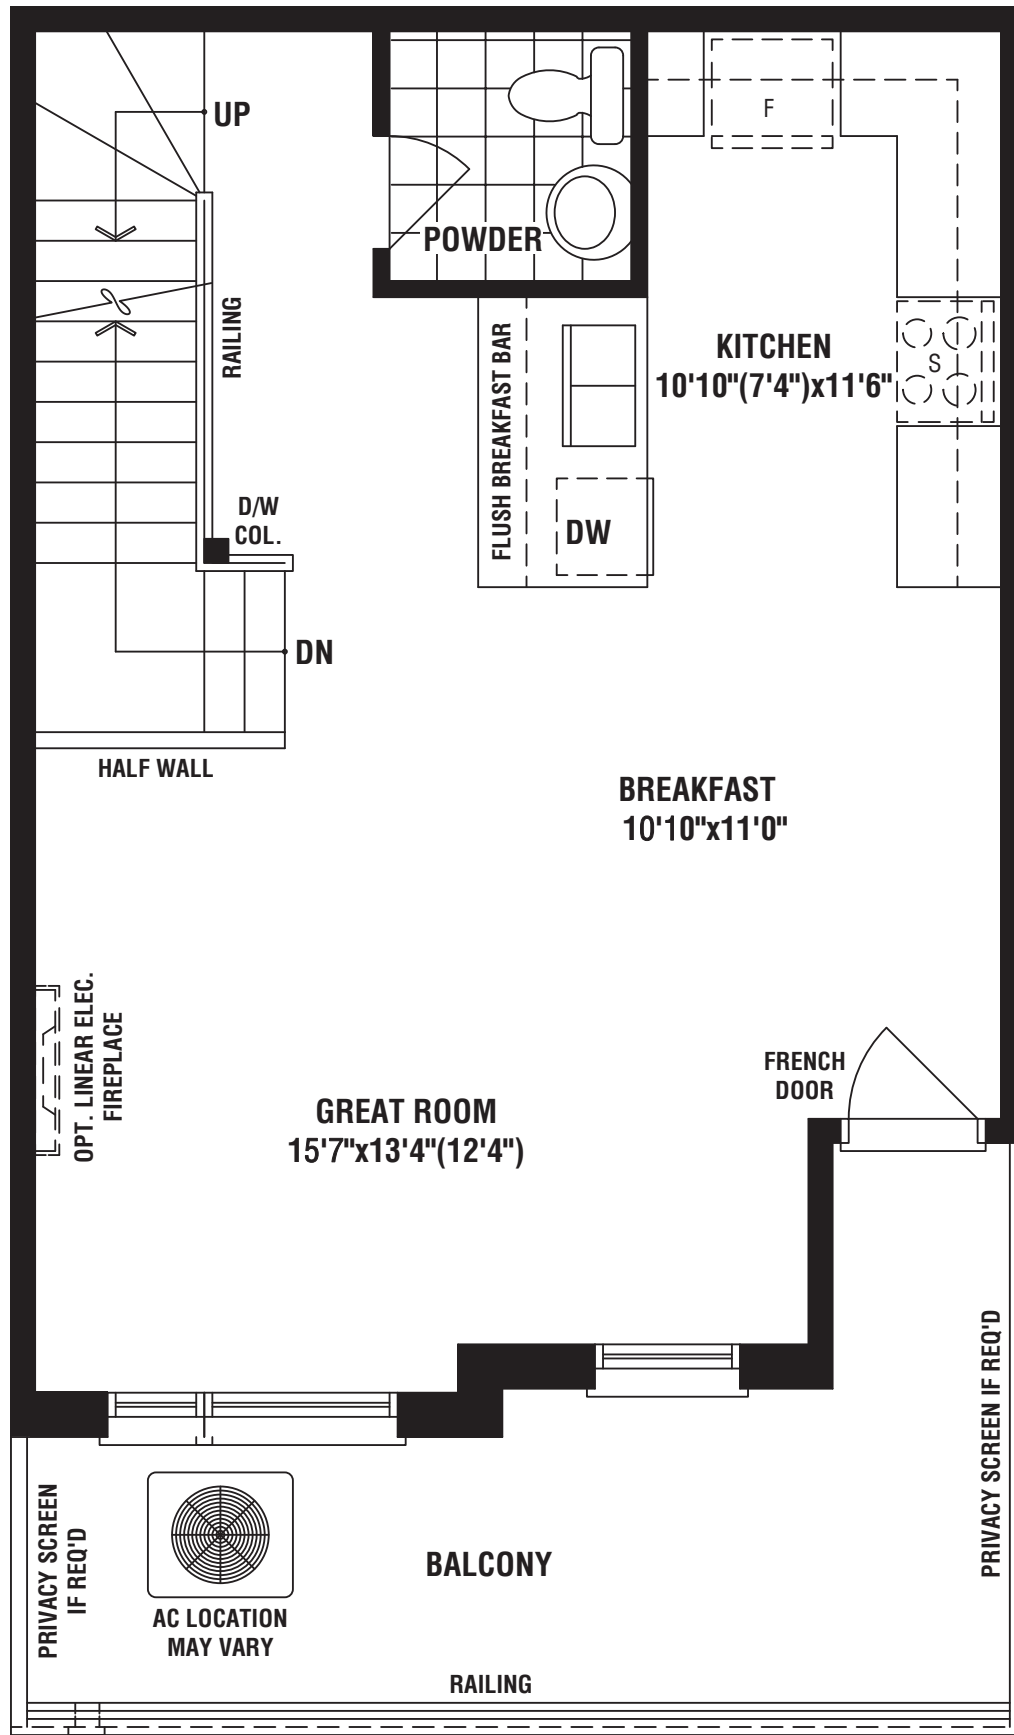 UP
F
POWDER
RAILING
FLUSH BREAKFAST BAR
KITCHEN
10'10"(7'4")x11'6"
S
D/W
COL.
DW
DN
HALF WALL
BREAKFAST
10'10"x11'0"
OPT. LINEAR ELEC.
FIREPLACE
FRENCH
DOOR
GREAT ROOM
15'7"x13'4"(12'4")
PRIVACY SCREEN IF REQ'D
PRIVACY SCREEN
IF REQ'D
BALCONY
AC LOCATION
MAY VARY
RAILING